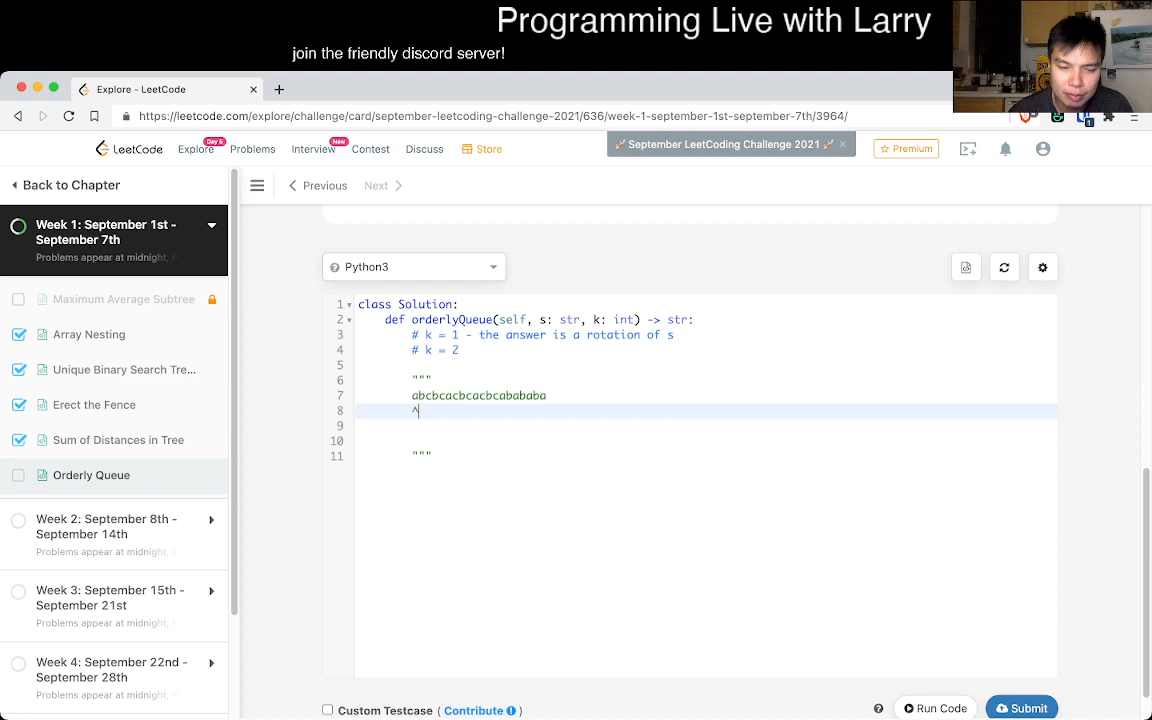 Programming Live with Larry
join the friendly discord server!
Explore - LeetCode
https://leetcode.com/explore/challenge/card/september-leetcoding-challenge-2021/636/week-1-september-1st-september-7th/3964/
LeetCode
Explore
Day 5
Problems
Interview
New
Contest
Discuss
Store
🚀 September LeetCoding Challenge 2021 🚀
Premium
Back to Chapter
Previous
Next
Week 1: September 1st -
September 7th
Problems appear at midnight,
Maximum Average Subtree
Array Nesting
Unique Binary Search Tre...
Erect the Fence
Sum of Distances in Tree
Orderly Queue
Week 2: September 8th -
September 14th
Problems appear at midnight,
Week 3: September 15th -
September 21st
Problems appear at midnight,
Week 4: September 22nd -
September 28th
Problems appear at midnight,
Python3
1 class Solution:
2 def orderlyQueue(self, s: str, k: int) -> str:
3 # k = 1 - the answer is a rotation of s
4 # k = 2
5
6 """
7 abcbcacbcacbcabababa
8 ^
9
10
11 """
Custom Testcase ( Contribute )
Run Code
Submit